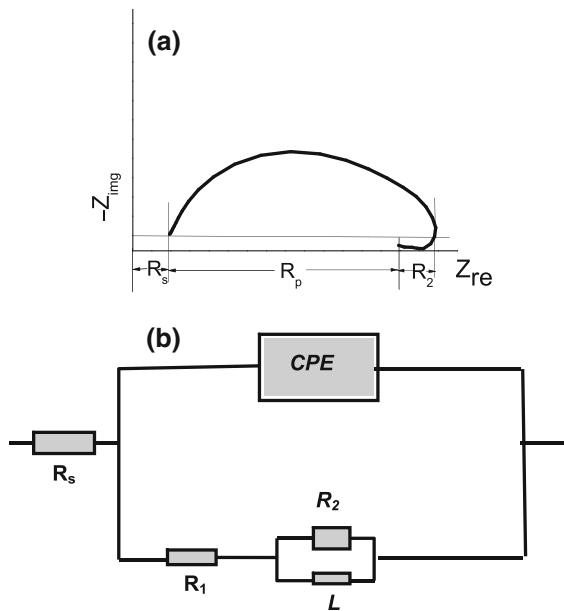 (a)
-Z_img
R_s R_p R_2 Z_re
(b)
CPE
R_s
R_2
R_1
L